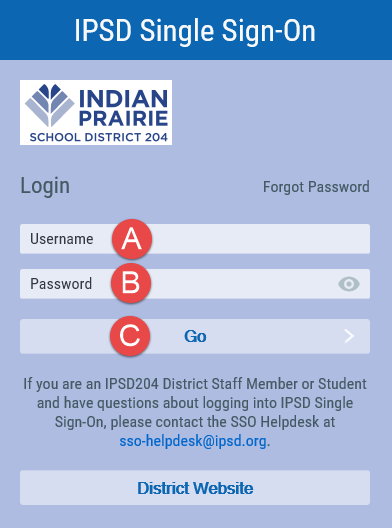 IPSD Single Sign-On
INDIAN
PRAIRIE
SCHOOL DISTRICT 204
Login
Forgot Password
Username A
Password B
C Go
If you are an IPSD204 District Staff Member or Student
and have questions about logging into IPSD Single
Sign-On, please contact the SSO Helpdesk at
sso-helpdesk@ipsd.org.
District Website